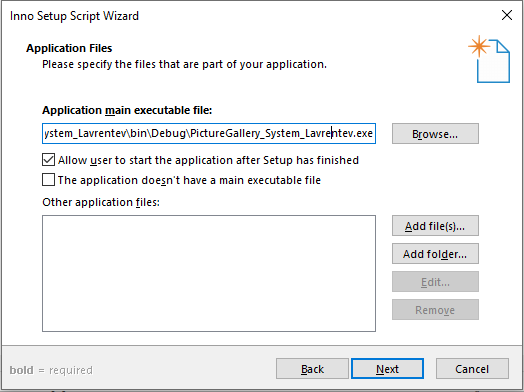 Inno Setup Script Wizard
Application Files
Please specify the files that are part of your application.
Application main executable file:
ystem_Lavrentev\bin\Debug\PictureGallery_System_Lavrentev.exe
Browse...
Allow user to start the application after Setup has finished
The application doesn't have a main executable file
Other application files:
Add file(s)...
Add folder...
Edit...
Remove
bold = required
Back
Next
Cancel